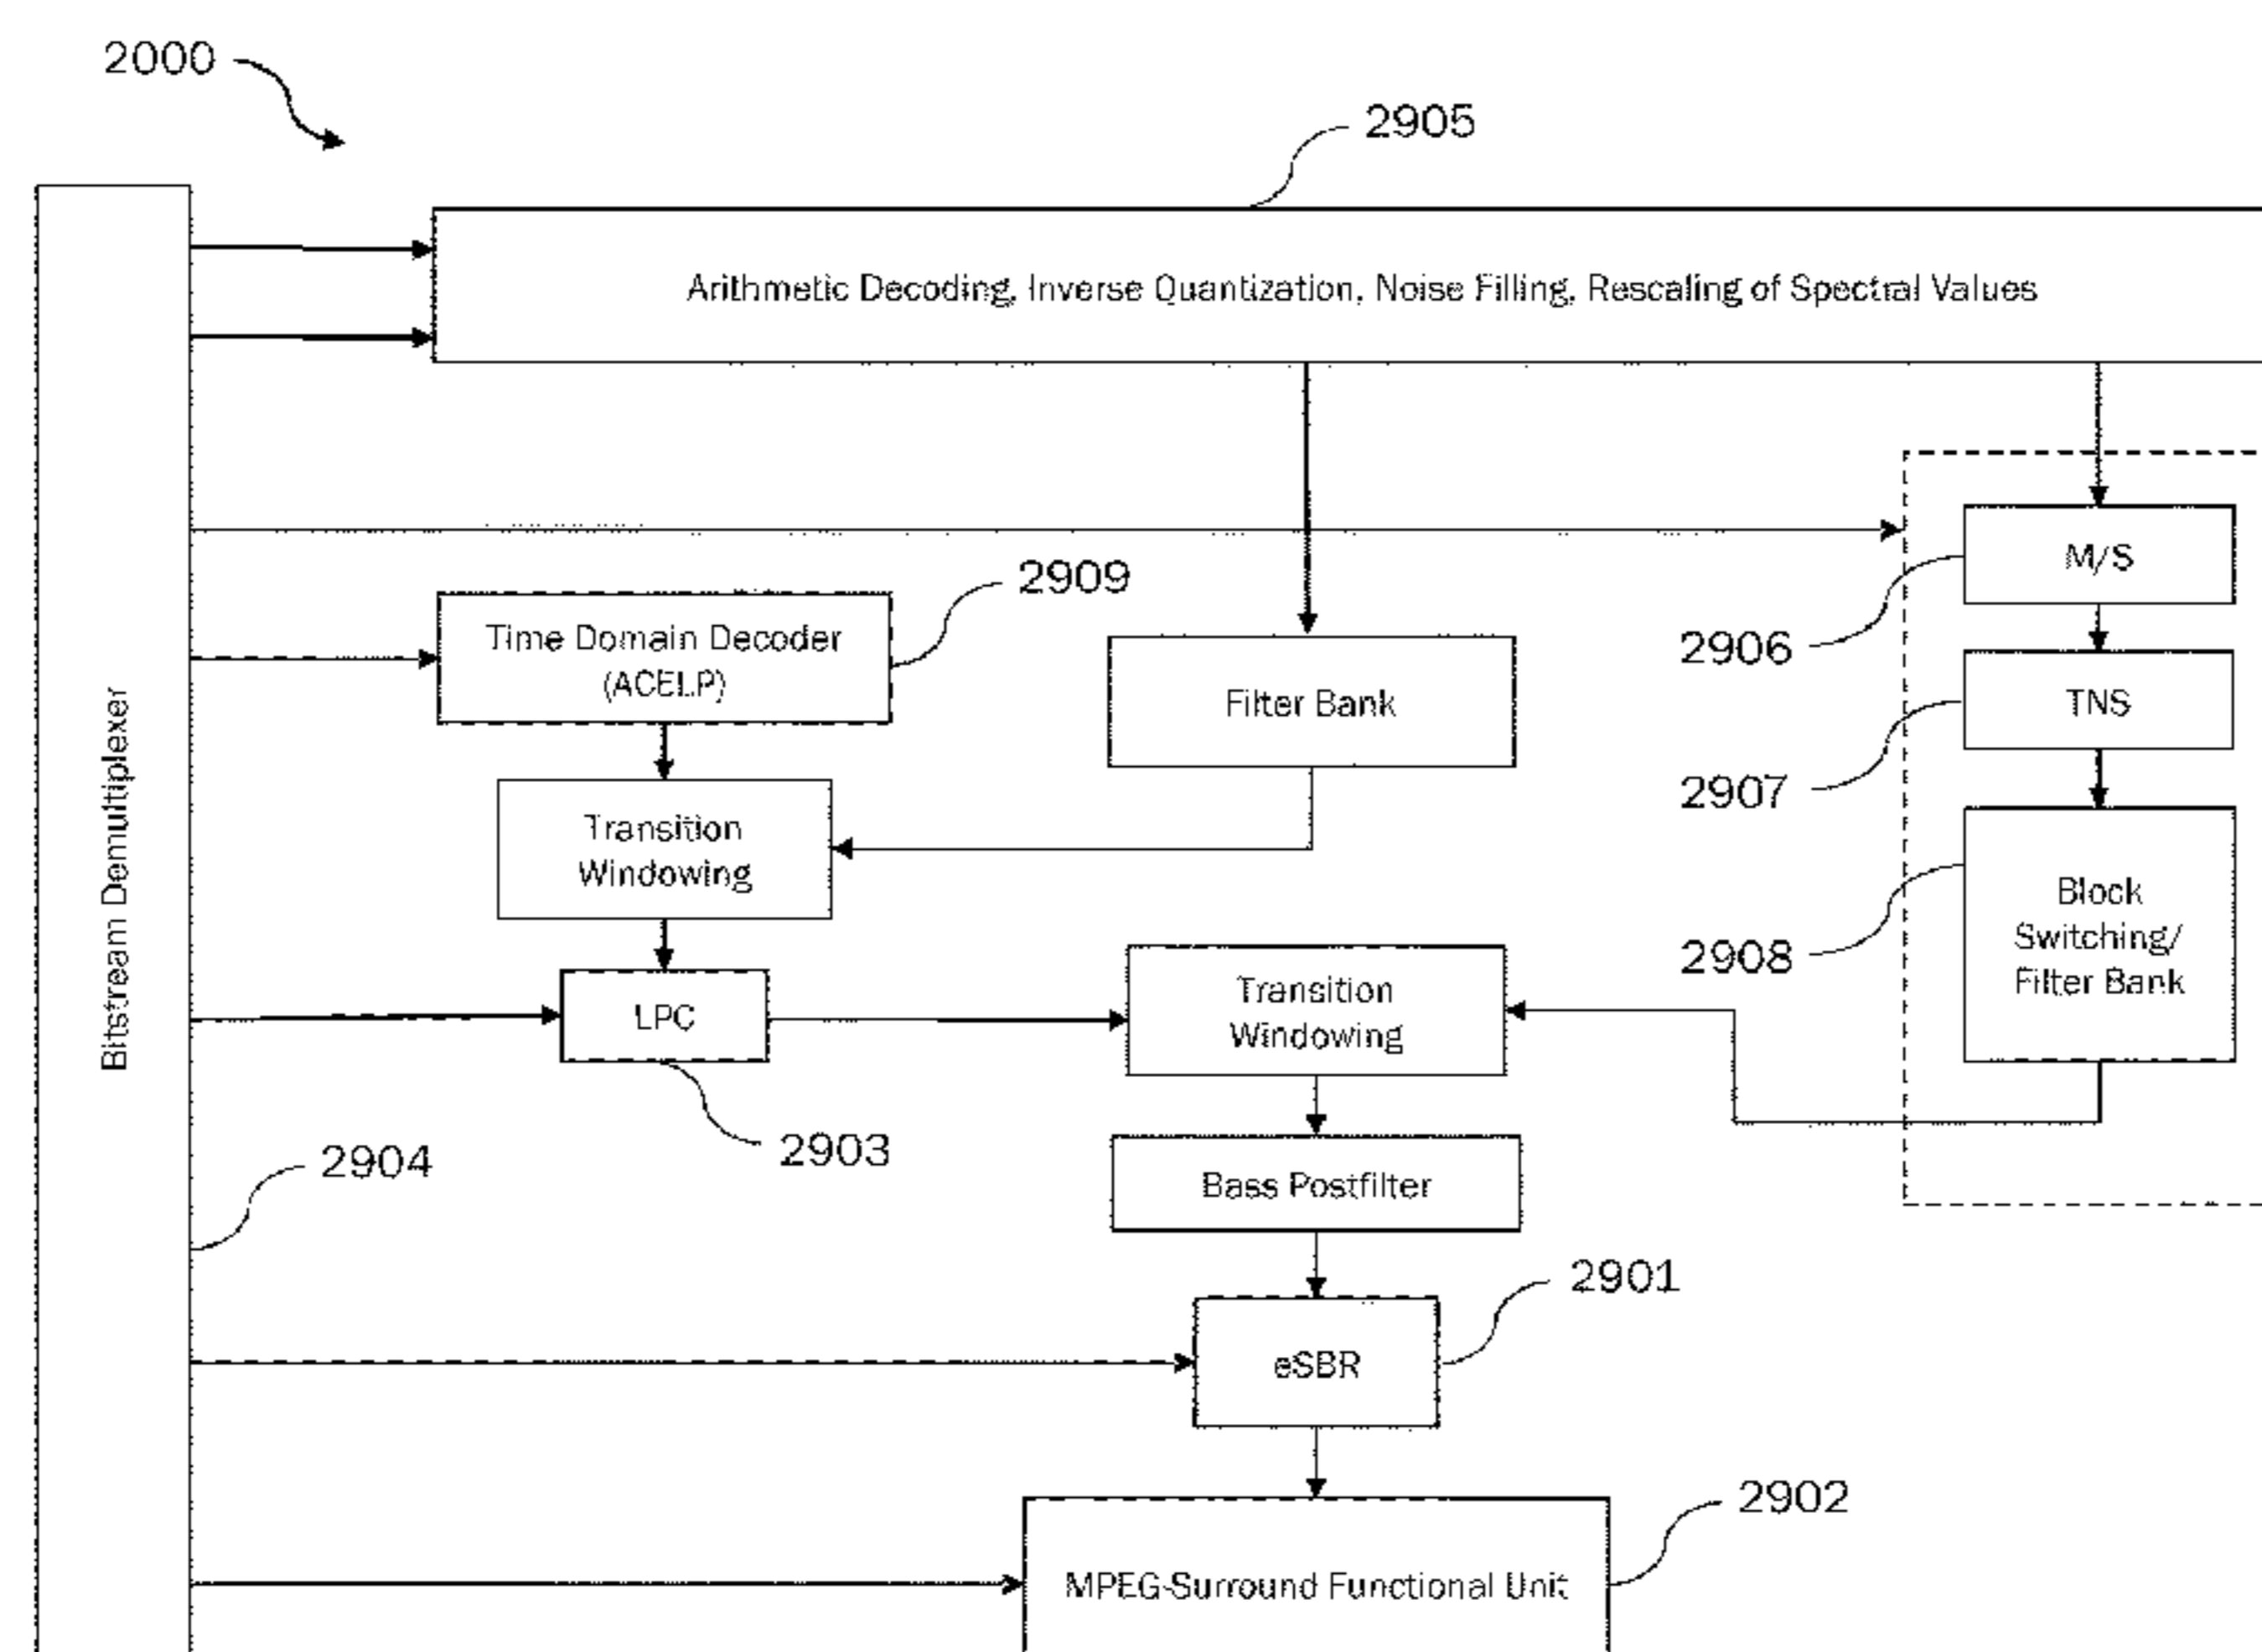 2000
2905
Arithmetic Decoding, Inverse Quantization, Noise Filling, Rescaling of Spectral Values
2909
Time Domain Decoder
(ACELP)
Filter Bank
M/S
2906
TNS
2907
Transition
Windowing
Block
Switching/
Filter Bank
2908
Bitstream Demultiplexer
LPC
Transition
Windowing
2903
2904
Bass Postfilter
2901
eSBR
2902
MPEG-Surround Functional Unit